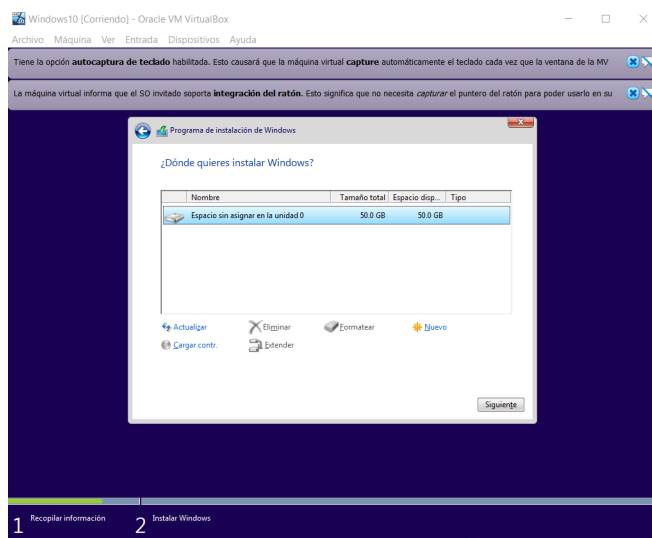 Windows10 [Corriendo] - Oracle VM VirtualBox
Archivo Máquina Ver Entrada Dispositivos Ayuda
Tiene la opción autocaptura de teclado habilitada. Esto causará que la máquina virtual capture automáticamente el teclado cada vez que la ventana de la MV
La máquina virtual informa que el SO invitado soporta integración del ratón. Esto significa que no necesita capturar el puntero del ratón para poder usarlo en su
Programa de instalación de Windows
¿Dónde quieres instalar Windows?
Nombre Tamaño total Espacio disp... Tipo
Espacio sin asignar en la unidad 0 50.0 GB 50.0 GB
Actualizar Eliminar Formatear Nuevo
Cargar contr. Extender
Siguiente
1 Recopilar información 2 Instalar Windows